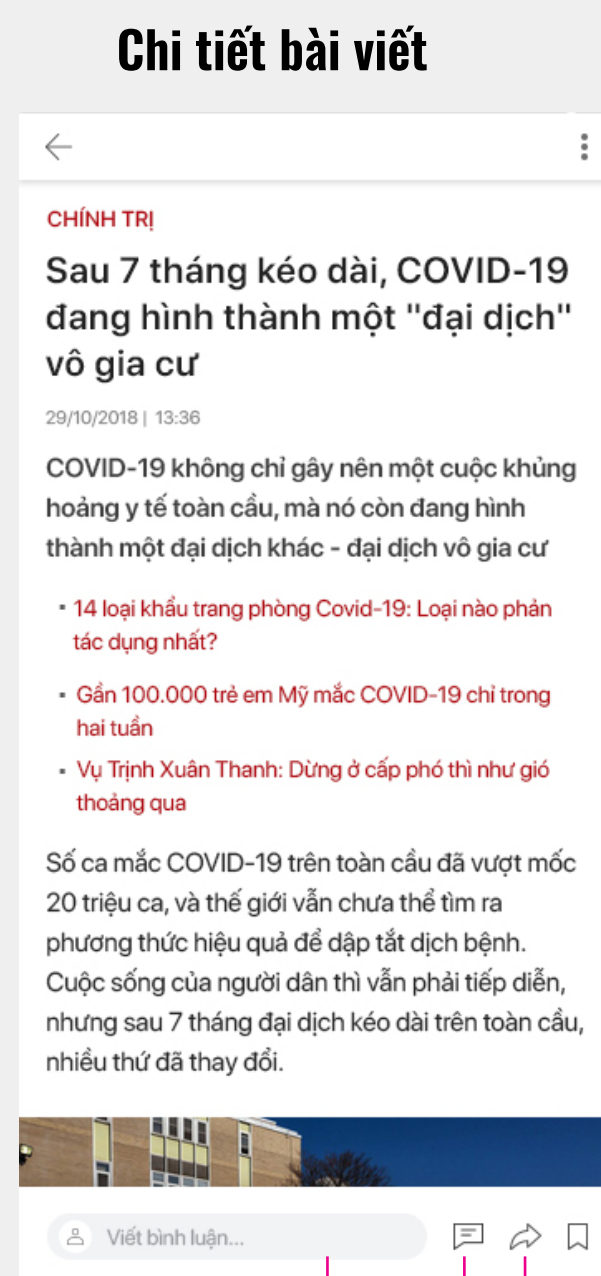 Chi tiết bài viết
CHÍNH TRỊ
Sau 7 tháng kéo dài, COVID-19
đang hình thành một "đại dịch"
vô gia cư
29/10/2018 | 13:36
COVID-19 không chỉ gây nên một cuộc khủng
hoảng y tế toàn cầu, mà nó còn đang hình
thành một đại dịch khác - đại dịch vô gia cư
▪ 14 loại khẩu trang phòng Covid-19: Loại nào phản
tác dụng nhất?
▪ Gần 100.000 trẻ em Mỹ mắc COVID-19 chỉ trong
hai tuần
▪ Vụ Trịnh Xuân Thanh: Dừng ở cấp phó thì như gió
thoảng qua
Số ca mắc COVID-19 trên toàn cầu đã vượt mốc
20 triệu ca, và thế giới vẫn chưa thể tìm ra
phương thức hiệu quả để dập tắt dịch bệnh.
Cuộc sống của người dân thì vẫn phải tiếp diễn,
nhưng sau 7 tháng đại dịch kéo dài trên toàn cầu,
nhiều thứ đã thay đổi.
Viết bình luận...